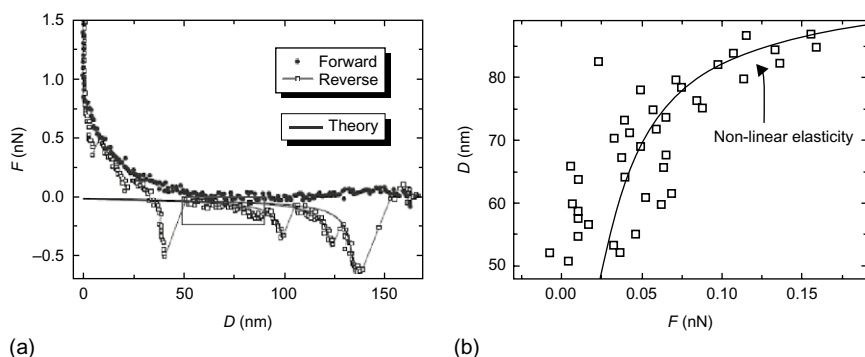 1.5
1.0
0.5
0.0
–0.5
F (nN)
Forward
Reverse
Theory
0
50
100
150
D (nm)
(a)
80
70
60
50
D (nm)
Non-linear elasticity
0.00
0.05
0.10
0.15
F (nN)
(b)